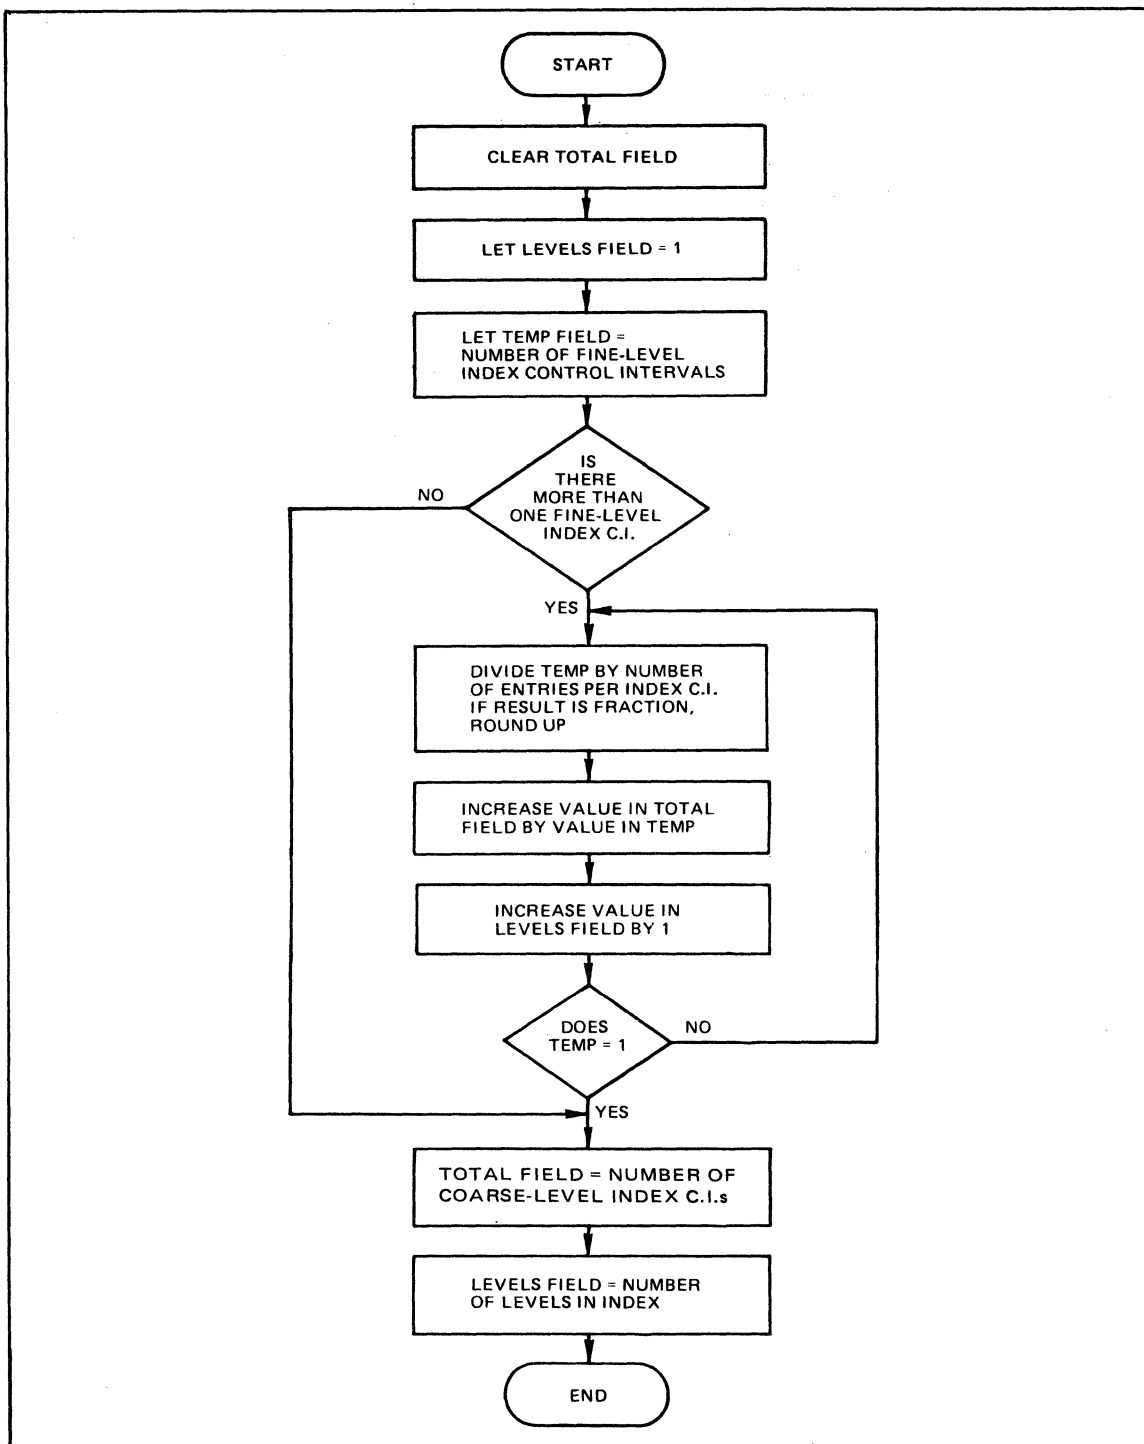 START
CLEAR TOTAL FIELD
LET LEVELS FIELD = 1
LET TEMP FIELD =
NUMBER OF FINE-LEVEL
INDEX CONTROL INTERVALS
IS
THERE
MORE THAN
ONE FINE-LEVEL
INDEX C.I.
NO
YES
DIVIDE TEMP BY NUMBER
OF ENTRIES PER INDEX C.I.
IF RESULT IS FRACTION,
ROUND UP
INCREASE VALUE IN TOTAL
FIELD BY VALUE IN TEMP
INCREASE VALUE IN
LEVELS FIELD BY 1
DOES
TEMP = 1
NO
YES
TOTAL FIELD = NUMBER OF
COARSE-LEVEL INDEX C.I.s
LEVELS FIELD = NUMBER
OF LEVELS IN INDEX
END